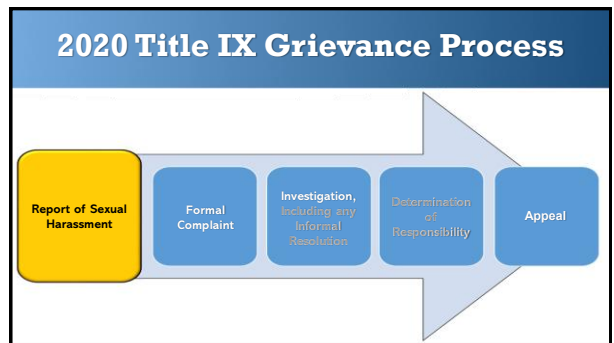 2020 Title IX Grievance Process
Report of Sexual
Harassment
Formal
Complaint
Investigation,
Including any
Informal
Resolution
Determination
of
Responsibility
Appeal